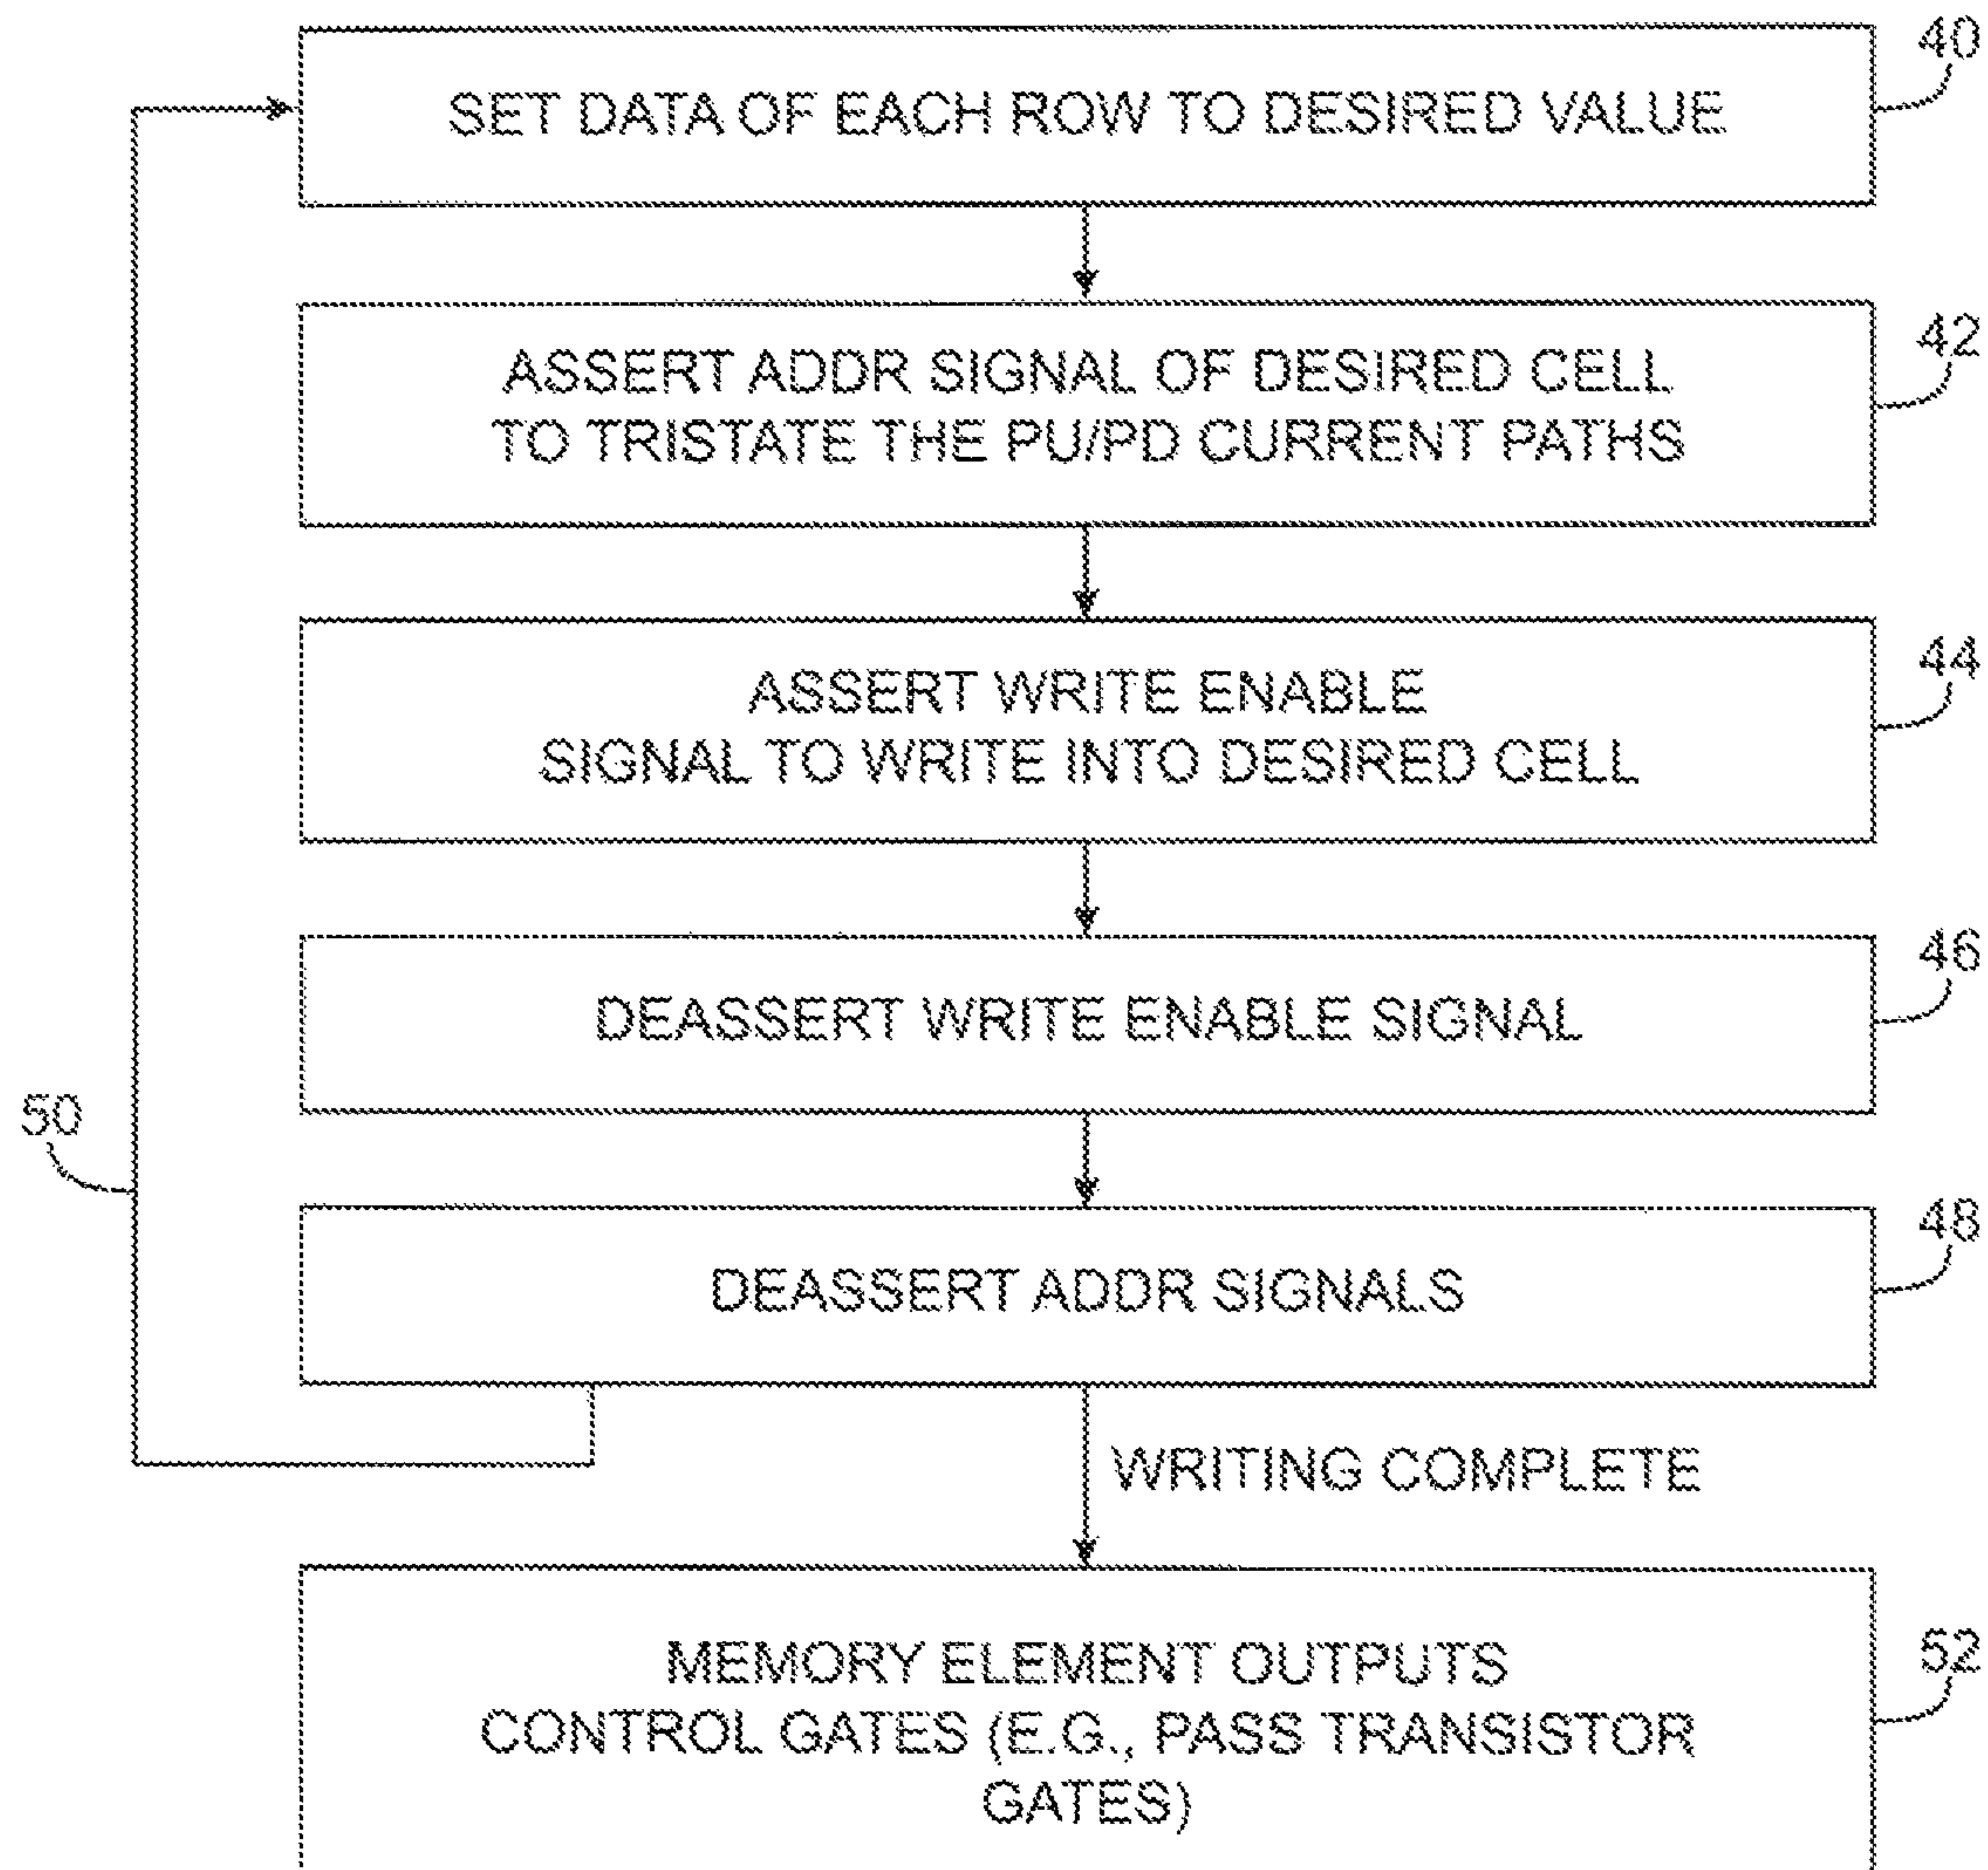 40
SET DATA OF EACH ROW TO DESIRED VALUE
42
ASSERT ADDR SIGNAL OF DESIRED CELL
TO TRISTATE THE PU/PD CURRENT PATHS
44
ASSERT WRITE ENABLE
SIGNAL TO WRITE INTO DESIRED CELL
46
DEASSERT WRITE ENABLE SIGNAL
50
48
DEASSERT ADDR SIGNALS
WRITING COMPLETE
52
MEMORY ELEMENT OUTPUTS
CONTROL GATES (E.G., PASS TRANSISTOR
GATES)